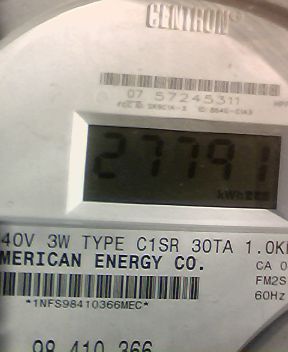 CENTRON®
07 57245311
27791
kWh
40V 3W TYPE C1SR 30TA 1.0K
MERICAN ENERGY CO.
CA 0
FM2S
60Hz
*1NFS98410366MEC*
98 410 366